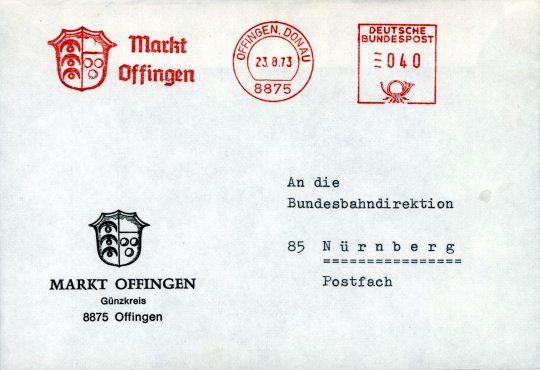 Markt
Offingen
OFFINGEN, DONAU
23.8.73
8875
DEUTSCHE
BUNDESPOST
040
An die
Bundesbahndirektion
85 Nürnberg
================
Postfach
MARKT OFFINGEN
Günzkreis
8875 Offingen